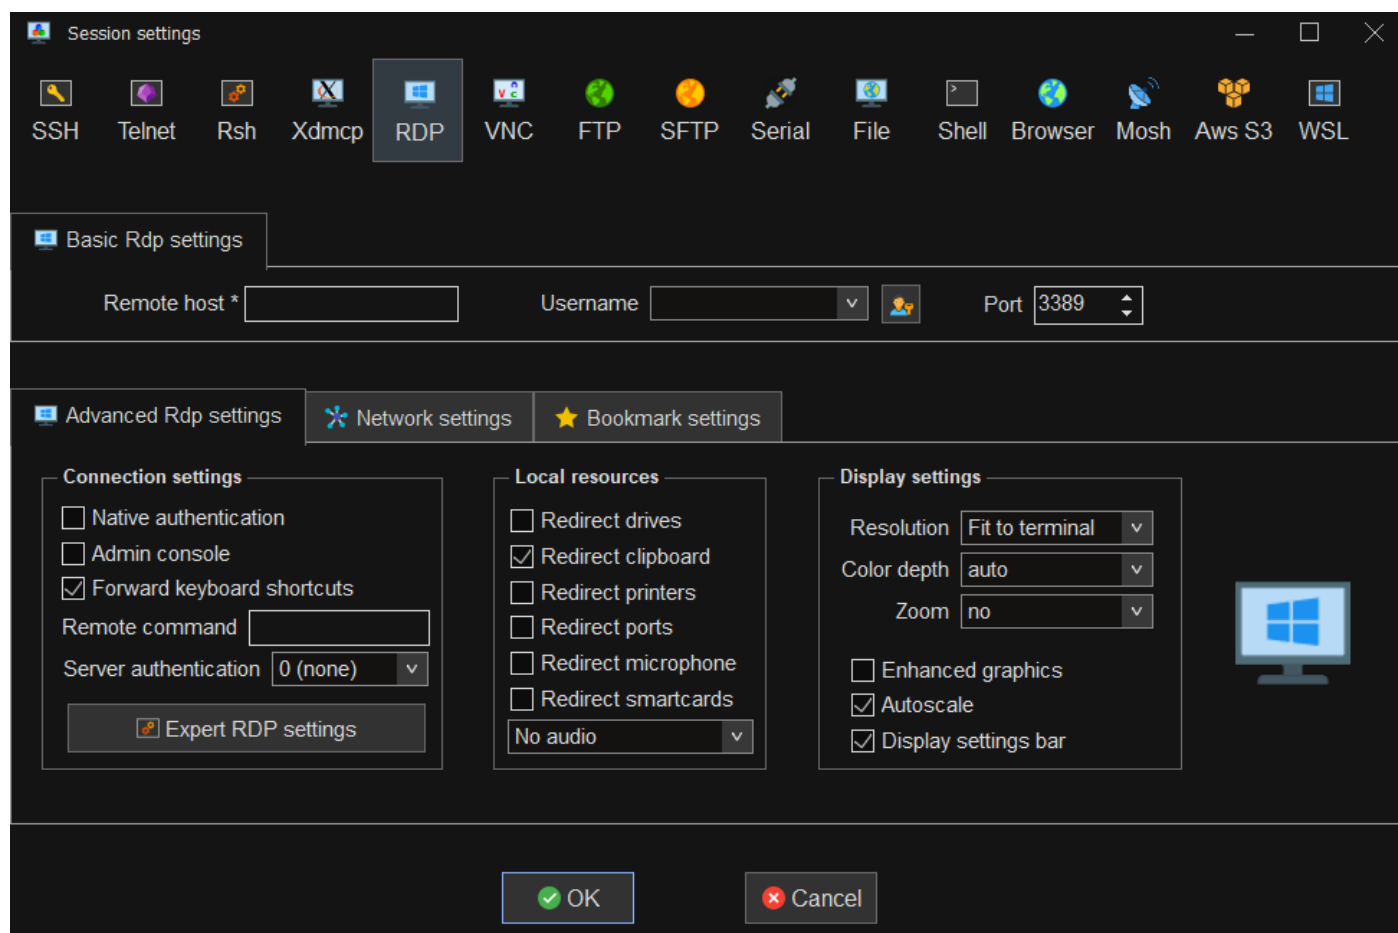 Session settings
SSH Telnet Rsh Xdmcp RDP VNC FTP SFTP Serial File Shell Browser Mosh Aws S3 WSL
Basic Rdp settings
Remote host * Username Port 3389
Advanced Rdp settings Network settings Bookmark settings
Connection settings
Native authentication
Admin console
Forward keyboard shortcuts
Remote command
Server authentication 0 (none)
Expert RDP settings
Local resources
Redirect drives
Redirect clipboard
Redirect printers
Redirect ports
Redirect microphone
Redirect smartcards
No audio
Display settings
Resolution Fit to terminal
Color depth auto
Zoom no
Enhanced graphics
Autoscale
Display settings bar
OK Cancel